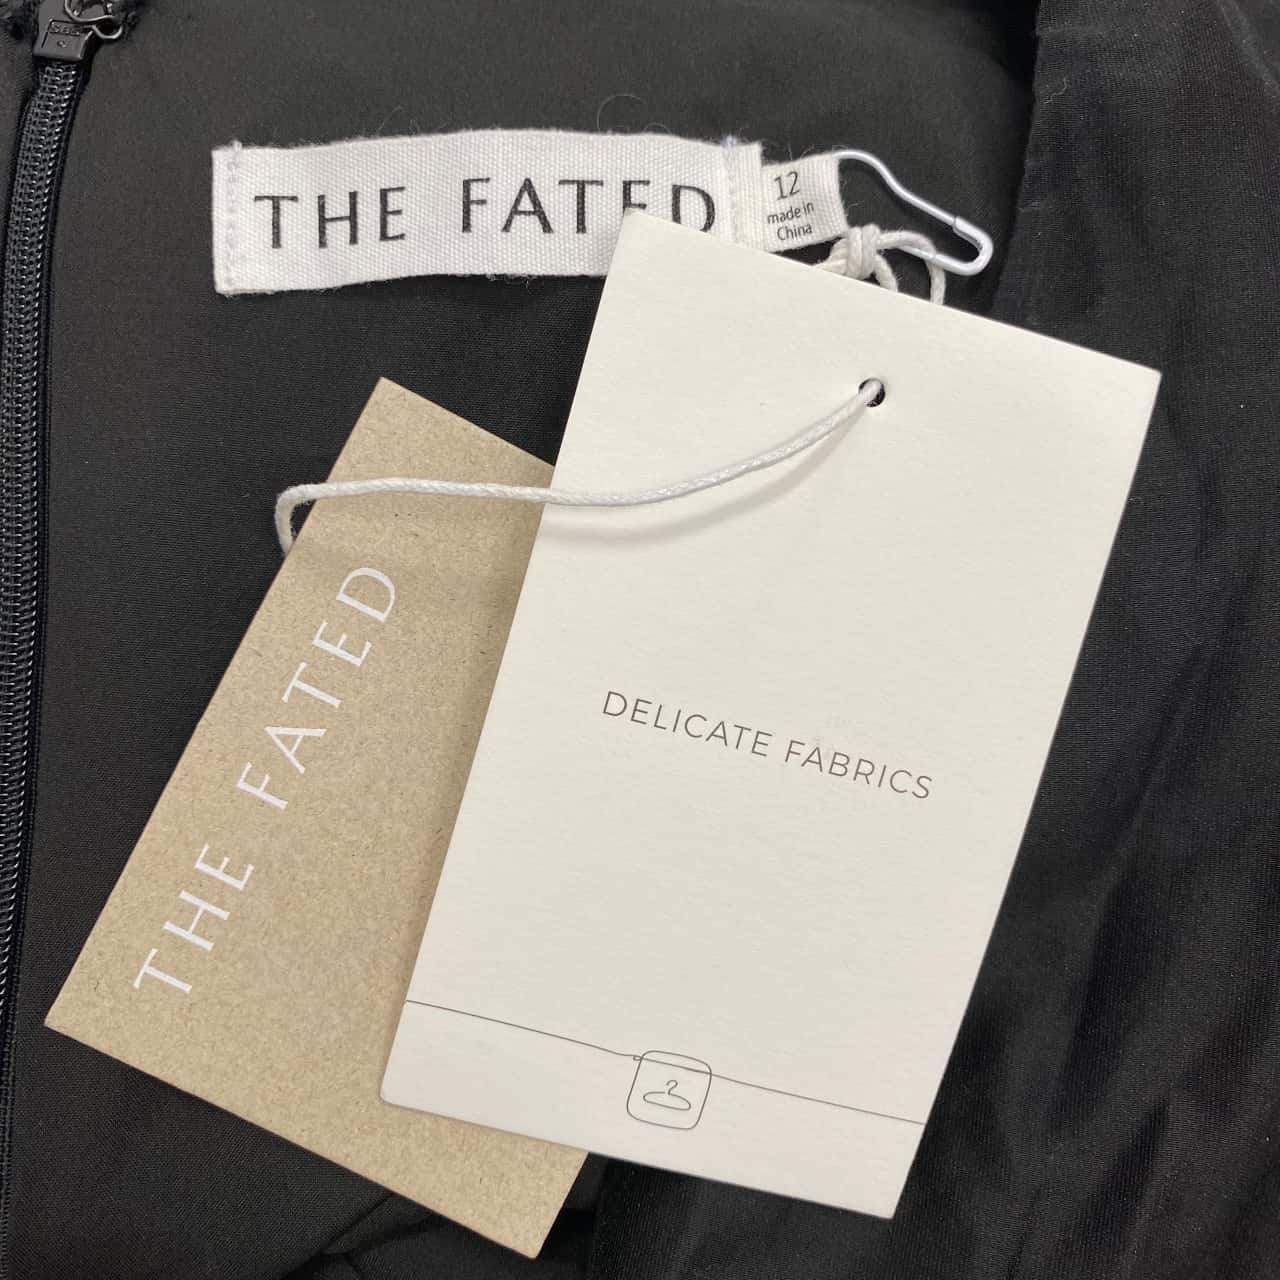 THE FATED
12
made in
China
DELICATE FABRICS
THE FATED